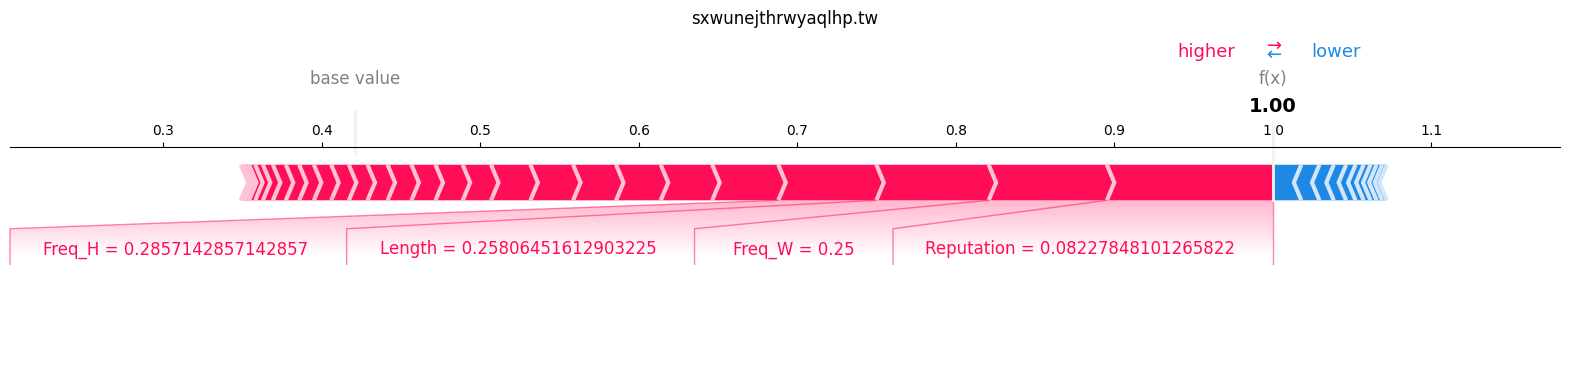 sxwunejthrwyaqlhp.tw
higher ⇄ lower
base value f(x)
1.00
0.3 0.4 0.5 0.6 0.7 0.8 0.9 1.0 1.1
Freq_H = 0.2857142857142857 Length = 0.25806451612903225 Freq_W = 0.25 Reputation = 0.08227848101265822